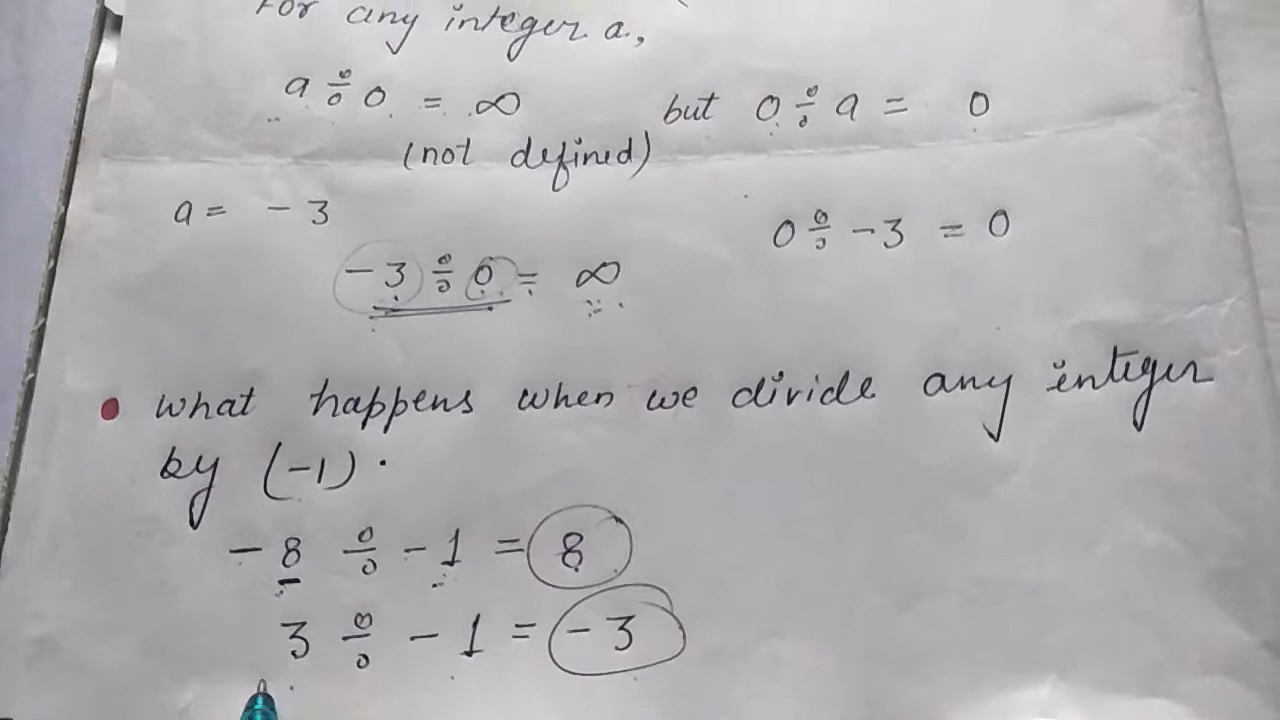 For any integer a,
a ÷ 0 = ∞ but 0 ÷ a = 0
(not defined)
a = -3 0 ÷ -3 = 0
-3 ÷ 0 = ∞
what happens when we divide any integer
by (-1).
-8 ÷ -1 = 8
3 ÷ -1 = -3